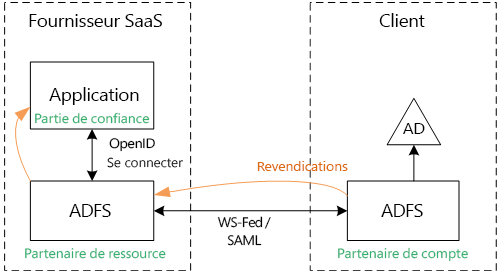 Fournisseur SaaS
Client
Application
Partie de confiance
OpenID
Se connecter
AD
Revendications
ADFS
WS-Fed /
SAML
ADFS
Partenaire de ressource
Partenaire de compte